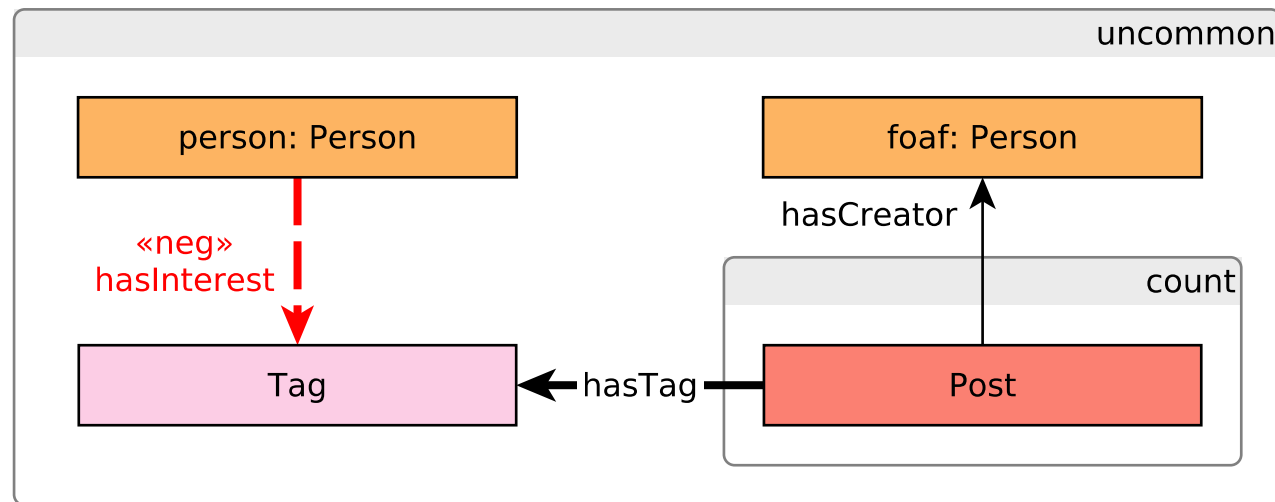 uncommon
person: Person
foaf: Person
hasCreator
«neg»
hasInterest
count
Tag
hasTag
Post